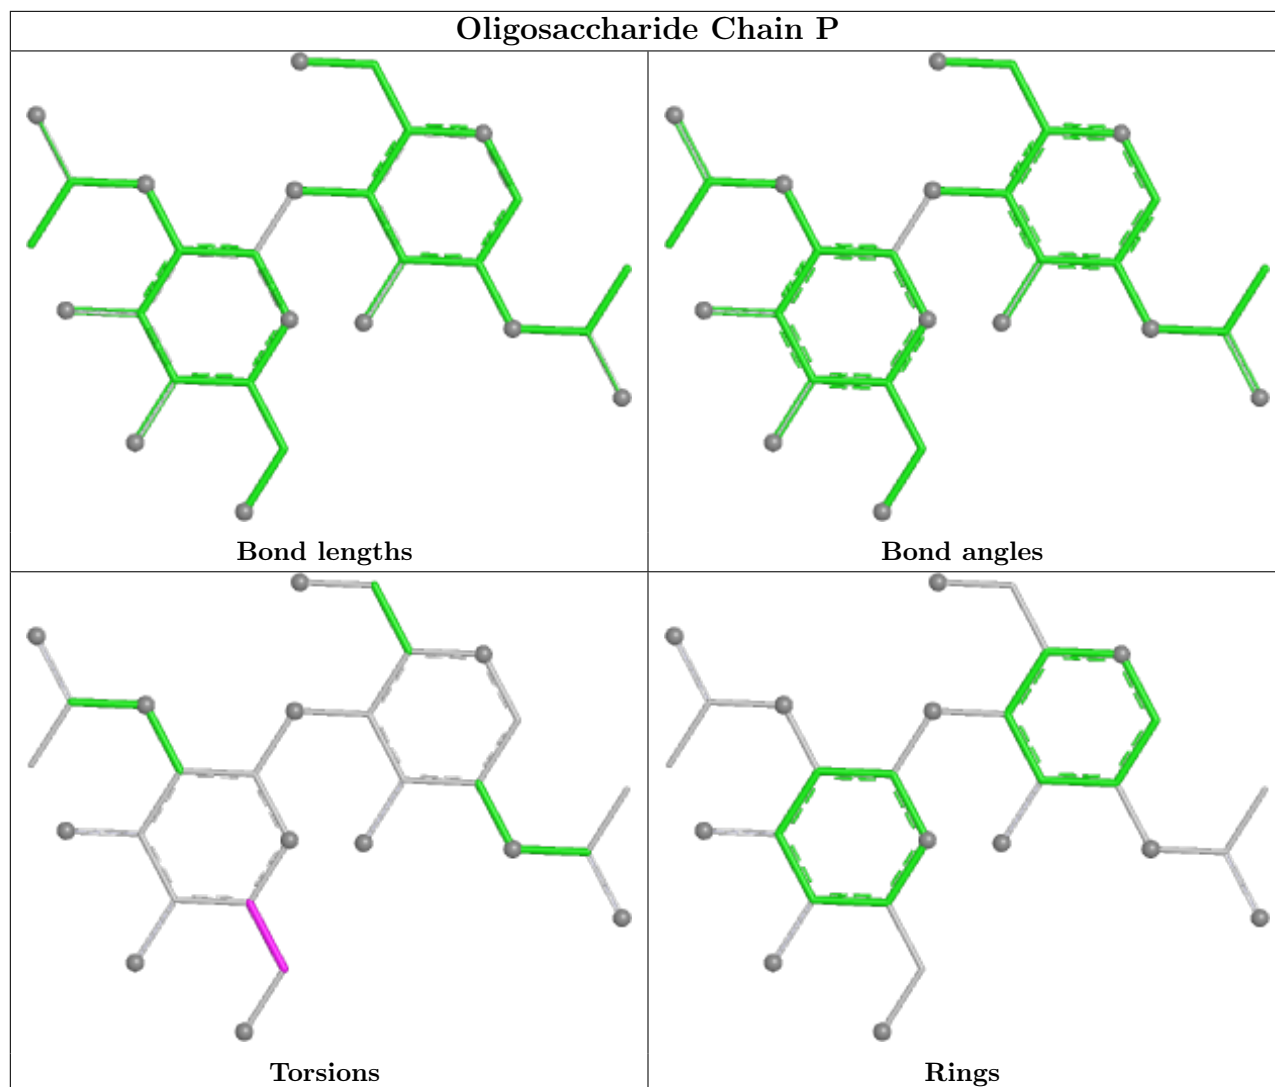 Oligosaccharide Chain P
Bond lengths
Bond angles
Torsions
Rings